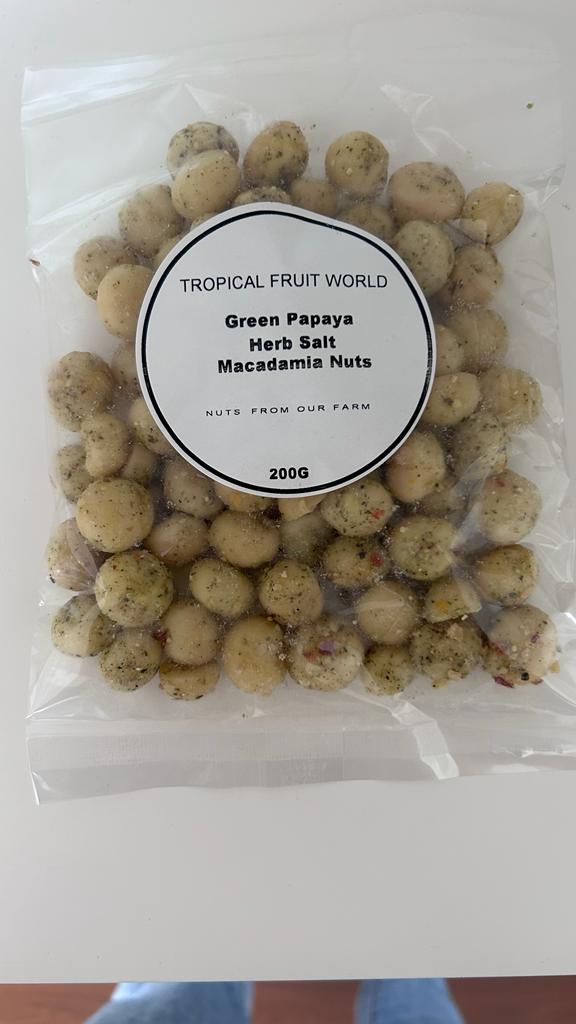 TROPICAL FRUIT WORLD
Green Papaya
Herb Salt
Macadamia Nuts
NUTS FROM OUR FARM
200G